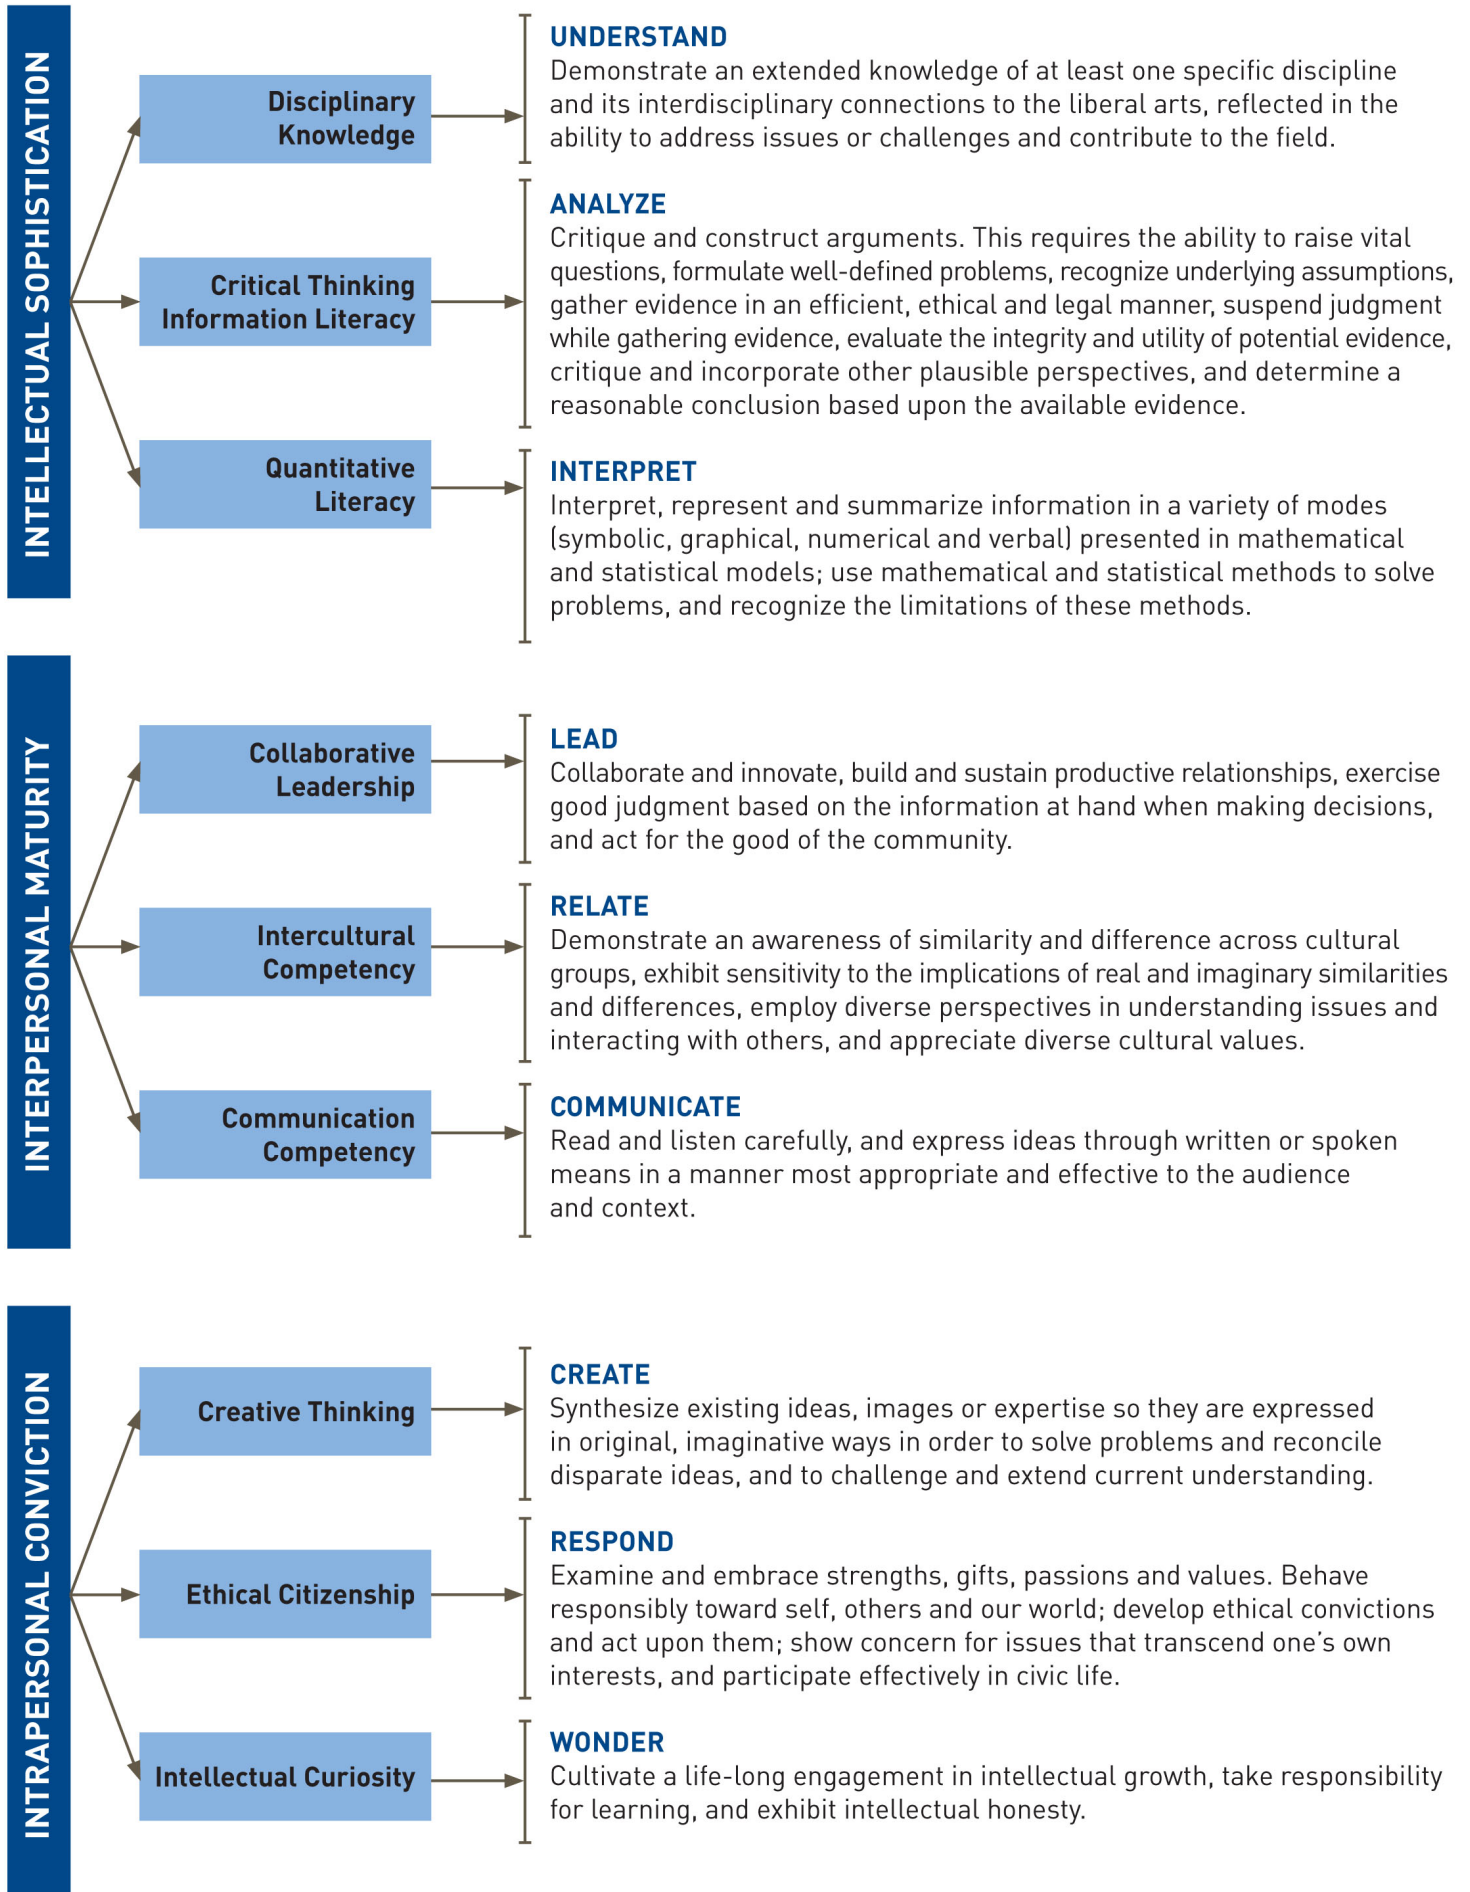 INTELLECTUAL SOPHISTICATION
Disciplinary
Knowledge
UNDERSTAND
Demonstrate an extended knowledge of at least one specific discipline
and its interdisciplinary connections to the liberal arts, reflected in the
ability to address issues or challenges and contribute to the field.
Critical Thinking
Information Literacy
ANALYZE
Critique and construct arguments. This requires the ability to raise vital
questions, formulate well-defined problems, recognize underlying assumptions,
gather evidence in an efficient, ethical and legal manner, suspend judgment
while gathering evidence, evaluate the integrity and utility of potential evidence,
critique and incorporate other plausible perspectives, and determine a
reasonable conclusion based upon the available evidence.
Quantitative
Literacy
INTERPRET
Interpret, represent and summarize information in a variety of modes
(symbolic, graphical, numerical and verbal) presented in mathematical
and statistical models; use mathematical and statistical methods to solve
problems, and recognize the limitations of these methods.
INTERPERSONAL MATURITY
Collaborative
Leadership
LEAD
Collaborate and innovate, build and sustain productive relationships, exercise
good judgment based on the information at hand when making decisions,
and act for the good of the community.
Intercultural
Competency
RELATE
Demonstrate an awareness of similarity and difference across cultural
groups, exhibit sensitivity to the implications of real and imaginary similarities
and differences, employ diverse perspectives in understanding issues and
interacting with others, and appreciate diverse cultural values.
Communication
Competency
COMMUNICATE
Read and listen carefully, and express ideas through written or spoken
means in a manner most appropriate and effective to the audience
and context.
INTRAPERSONAL CONVICTION
Creative Thinking
CREATE
Synthesize existing ideas, images or expertise so they are expressed
in original, imaginative ways in order to solve problems and reconcile
disparate ideas, and to challenge and extend current understanding.
Ethical Citizenship
RESPOND
Examine and embrace strengths, gifts, passions and values. Behave
responsibly toward self, others and our world; develop ethical convictions
and act upon them; show concern for issues that transcend one’s own
interests, and participate effectively in civic life.
Intellectual Curiosity
WONDER
Cultivate a life-long engagement in intellectual growth, take responsibility
for learning, and exhibit intellectual honesty.